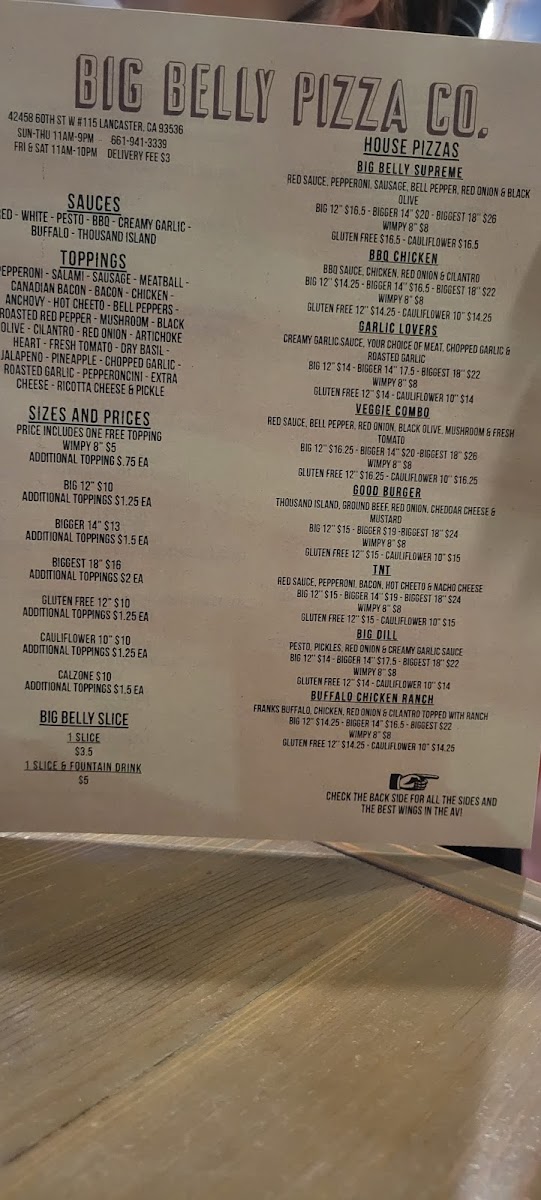 BIG BELLY PIZZA CO.
42458 60TH ST W #115 LANCASTER, CA 93536
SUN-THU 11AM-9PM - 661-941-3339
FRI & SAT 11AM-10PM DELIVERY FEE $3
SAUCES
RED - WHITE - PESTO - BBQ - CREAMY GARLIC -
BUFFALO - THOUSAND ISLAND
TOPPINGS
PEPPERONI - SALAMI - SAUSAGE - MEATBALL -
CANADIAN BACON - BACON - CHICKEN -
ANCHOVY - HOT CHEETO - BELL PEPPERS -
ROASTED RED PEPPER - MUSHROOM - BLACK
OLIVE - CILANTRO - RED ONION - ARTICHOKE
HEART - FRESH TOMATO - DRY BASIL -
JALAPENO - PINEAPPLE - CHOPPED GARLIC -
ROASTED GARLIC - PEPPERONCINI - EXTRA
CHEESE - RICOTTA CHEESE & PICKLE
SIZES AND PRICES
PRICE INCLUDES ONE FREE TOPPING
WIMPY 8" $5
ADDITIONAL TOPPING $.75 EA
BIG 12" $10
ADDITIONAL TOPPINGS $1.25 EA
BIGGER 14" $13
ADDITIONAL TOPPINGS $1.5 EA
BIGGEST 18" $16
ADDITIONAL TOPPINGS $2 EA
GLUTEN FREE 12" $10
ADDITIONAL TOPPINGS $1.25 EA
CAULIFLOWER 10" $10
ADDITIONAL TOPPINGS $1.25 EA
CALZONE $10
ADDITIONAL TOPPINGS $1.5 EA
BIG BELLY SLICE
1 SLICE
$3.5
1 SLICE & FOUNTAIN DRINK
$5
HOUSE PIZZAS
BIG BELLY SUPREME
RED SAUCE, PEPPERONI, SAUSAGE, BELL PEPPER, RED ONION & BLACK
OLIVE
BIG 12" $16.5 - BIGGER 14" $20 - BIGGEST 18" $26
WIMPY 8" $8
GLUTEN FREE $16.5 - CAULIFLOWER $16.5
BBQ CHICKEN
BBQ SAUCE, CHICKEN, RED ONION & CILANTRO
BIG 12" $14.25 - BIGGER 14" $16.5 - BIGGEST 18" $22
WIMPY 8" $8
GLUTEN FREE 12" $14.25 - CAULIFLOWER 10" $14.25
GARLIC LOVERS
CREAMY GARLIC SAUCE, YOUR CHOICE OF MEAT, CHOPPED GARLIC &
ROASTED GARLIC
BIG 12" $14 - BIGGER 14" 17.5 - BIGGEST 18" $22
WIMPY 8" $8
GLUTEN FREE 12" $14 - CAULIFLOWER 10" $14
VEGGIE COMBO
RED SAUCE, BELL PEPPER, RED ONION, BLACK OLIVE, MUSHROOM & FRESH
TOMATO
BIG 12" $16.25 - BIGGER 14" $20 -BIGGEST 18" $26
WIMPY 8" $8
GLUTEN FREE 12" $16.25 - CAULIFLOWER 10" $16.25
GOOD BURGER
THOUSAND ISLAND, GROUND BEEF, RED ONION, CHEDDAR CHEESE &
MUSTARD
BIG 12" $15 - BIGGER $19 -BIGGEST 18" $24
WIMPY 8" $8
GLUTEN FREE 12" $15 - CAULIFLOWER 10" $15
TNT
RED SAUCE, PEPPERONI, BACON, HOT CHEETO & NACHO CHEESE
BIG 12" $15 - BIGGER 14" $19 - BIGGEST 18" $24
WIMPY 8" $8
GLUTEN FREE 12" $15 - CAULIFLOWER 10" $15
BIG DILL
PESTO, PICKLES, RED ONION & CREAMY GARLIC SAUCE
BIG 12" $14 - BIGGER 14" $17.5 - BIGGEST 18" $22
WIMPY 8" $8
GLUTEN FREE 12" $14 - CAULIFLOWER 10" $14
BUFFALO CHICKEN RANCH
FRANKS BUFFALO, CHICKEN, RED ONION & CILANTRO TOPPED WITH RANCH
BIG 12" $14.25 - BIGGER 14" $16.5 - BIGGEST $22
WIMPY 8" $8
GLUTEN FREE 12" $14.25 - CAULIFLOWER 10" $14.25
CHECK THE BACK SIDE FOR ALL THE SIDES AND
THE BEST WINGS IN THE AV!